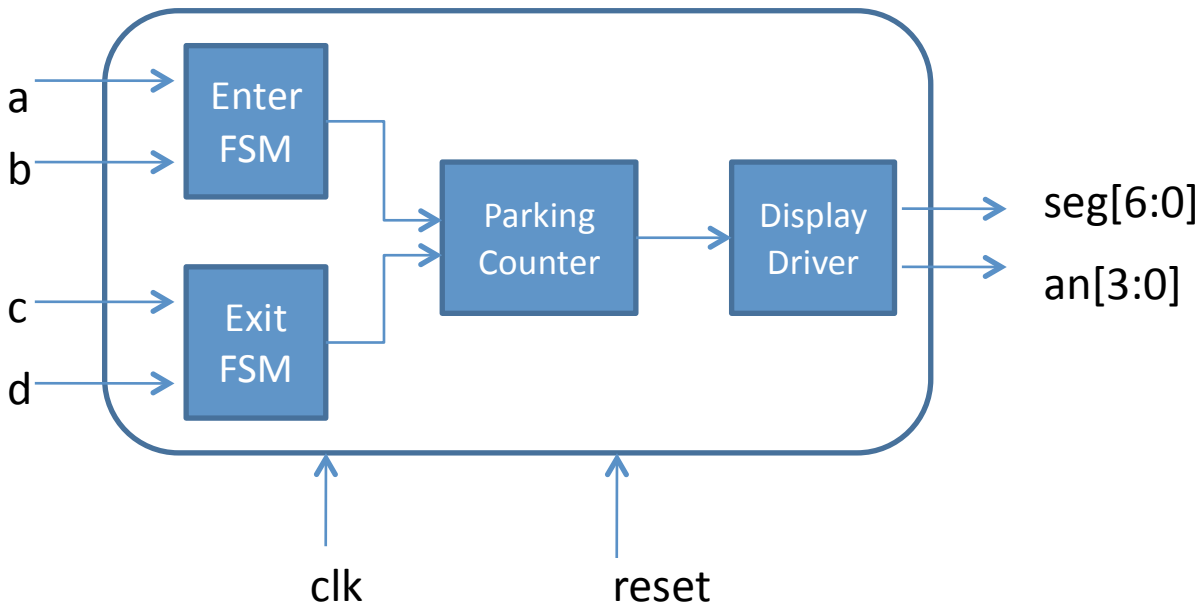 a
b
c
d
Enter
FSM
Exit
FSM
Parking
Counter
Display
Driver
seg[6:0]
an[3:0]
clk
reset